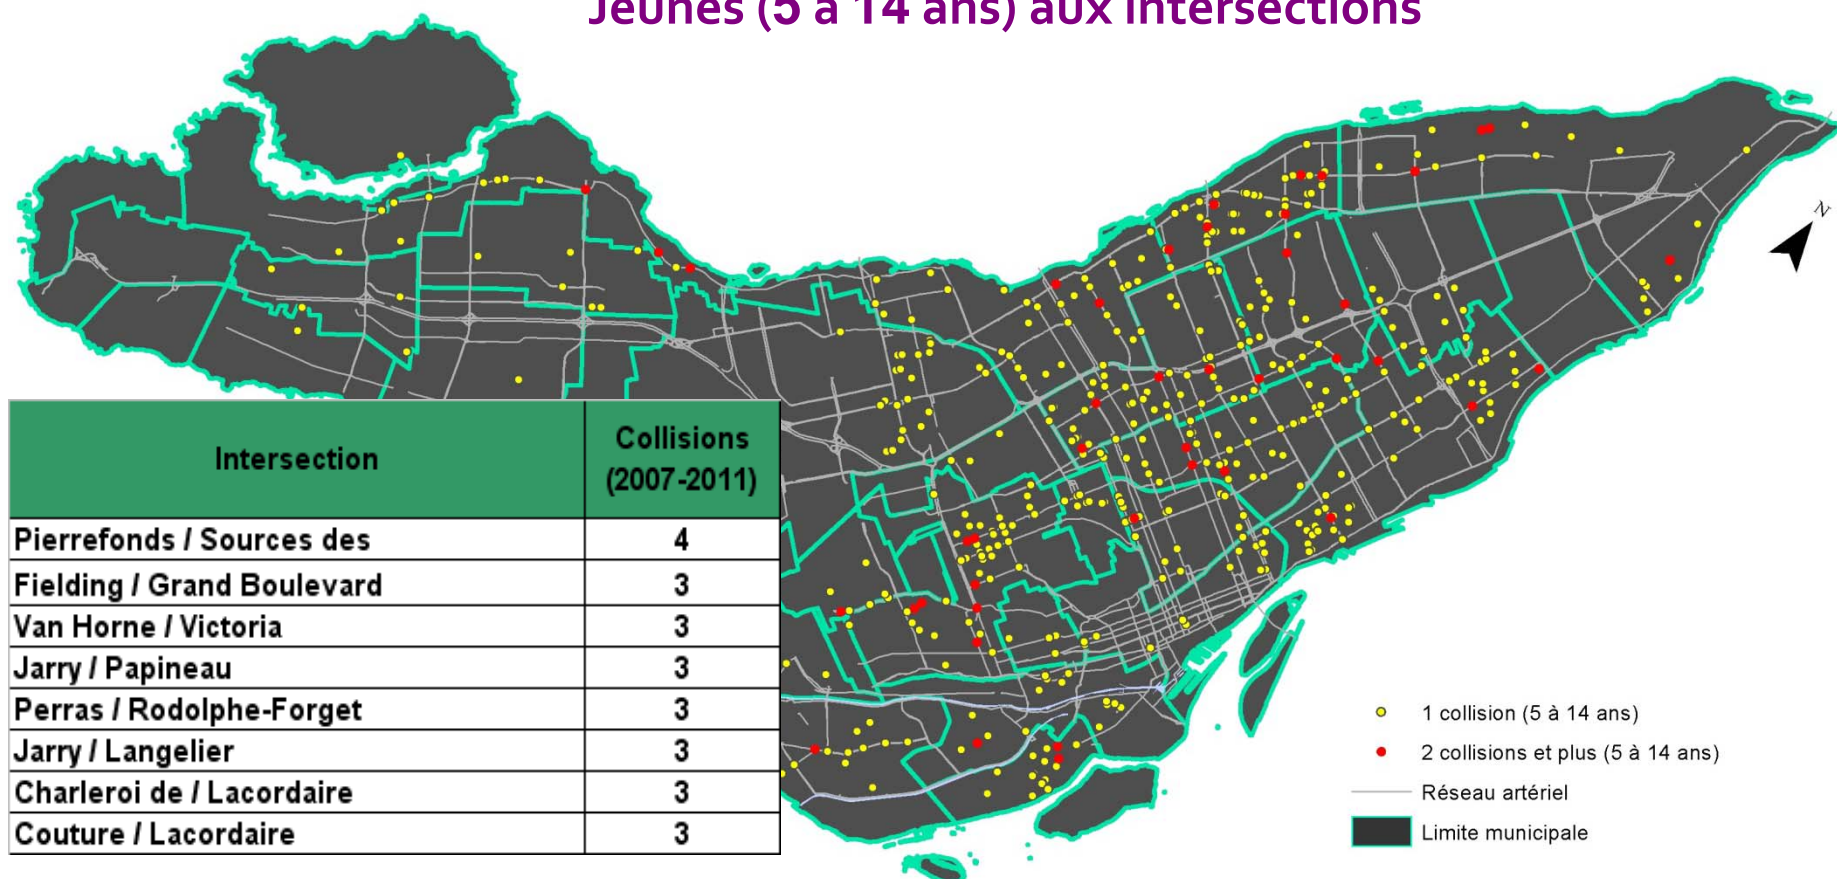 Jeunes (5 à 14 ans) aux intersections
N
Intersection
Collisions
(2007-2011)
Pierrefonds / Sources des 4
Fielding / Grand Boulevard 3
Van Horne / Victoria 3
Jarry / Papineau 3
Perras / Rodolphe-Forget 3
Jarry / Langelier 3
Charleroi de / Lacordaire 3
Couture / Lacordaire 3
1 collision (5 à 14 ans)
2 collisions et plus (5 à 14 ans)
Réseau artériel
Limite municipale